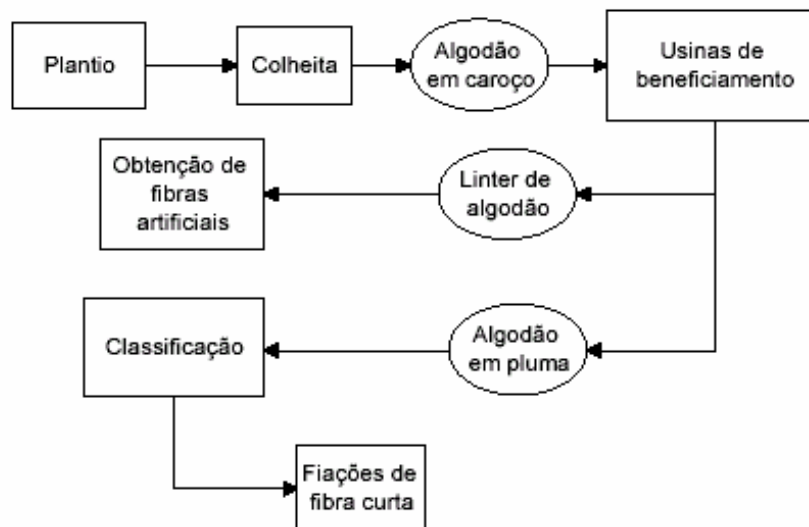 Plantio
Colheita
Algodão
em caroço
Usinas de
beneficiamento
Obtenção de
fibras
artificiais
Linter de
algodão
Classificação
Algodão
em pluma
Fiações de
fibra curta